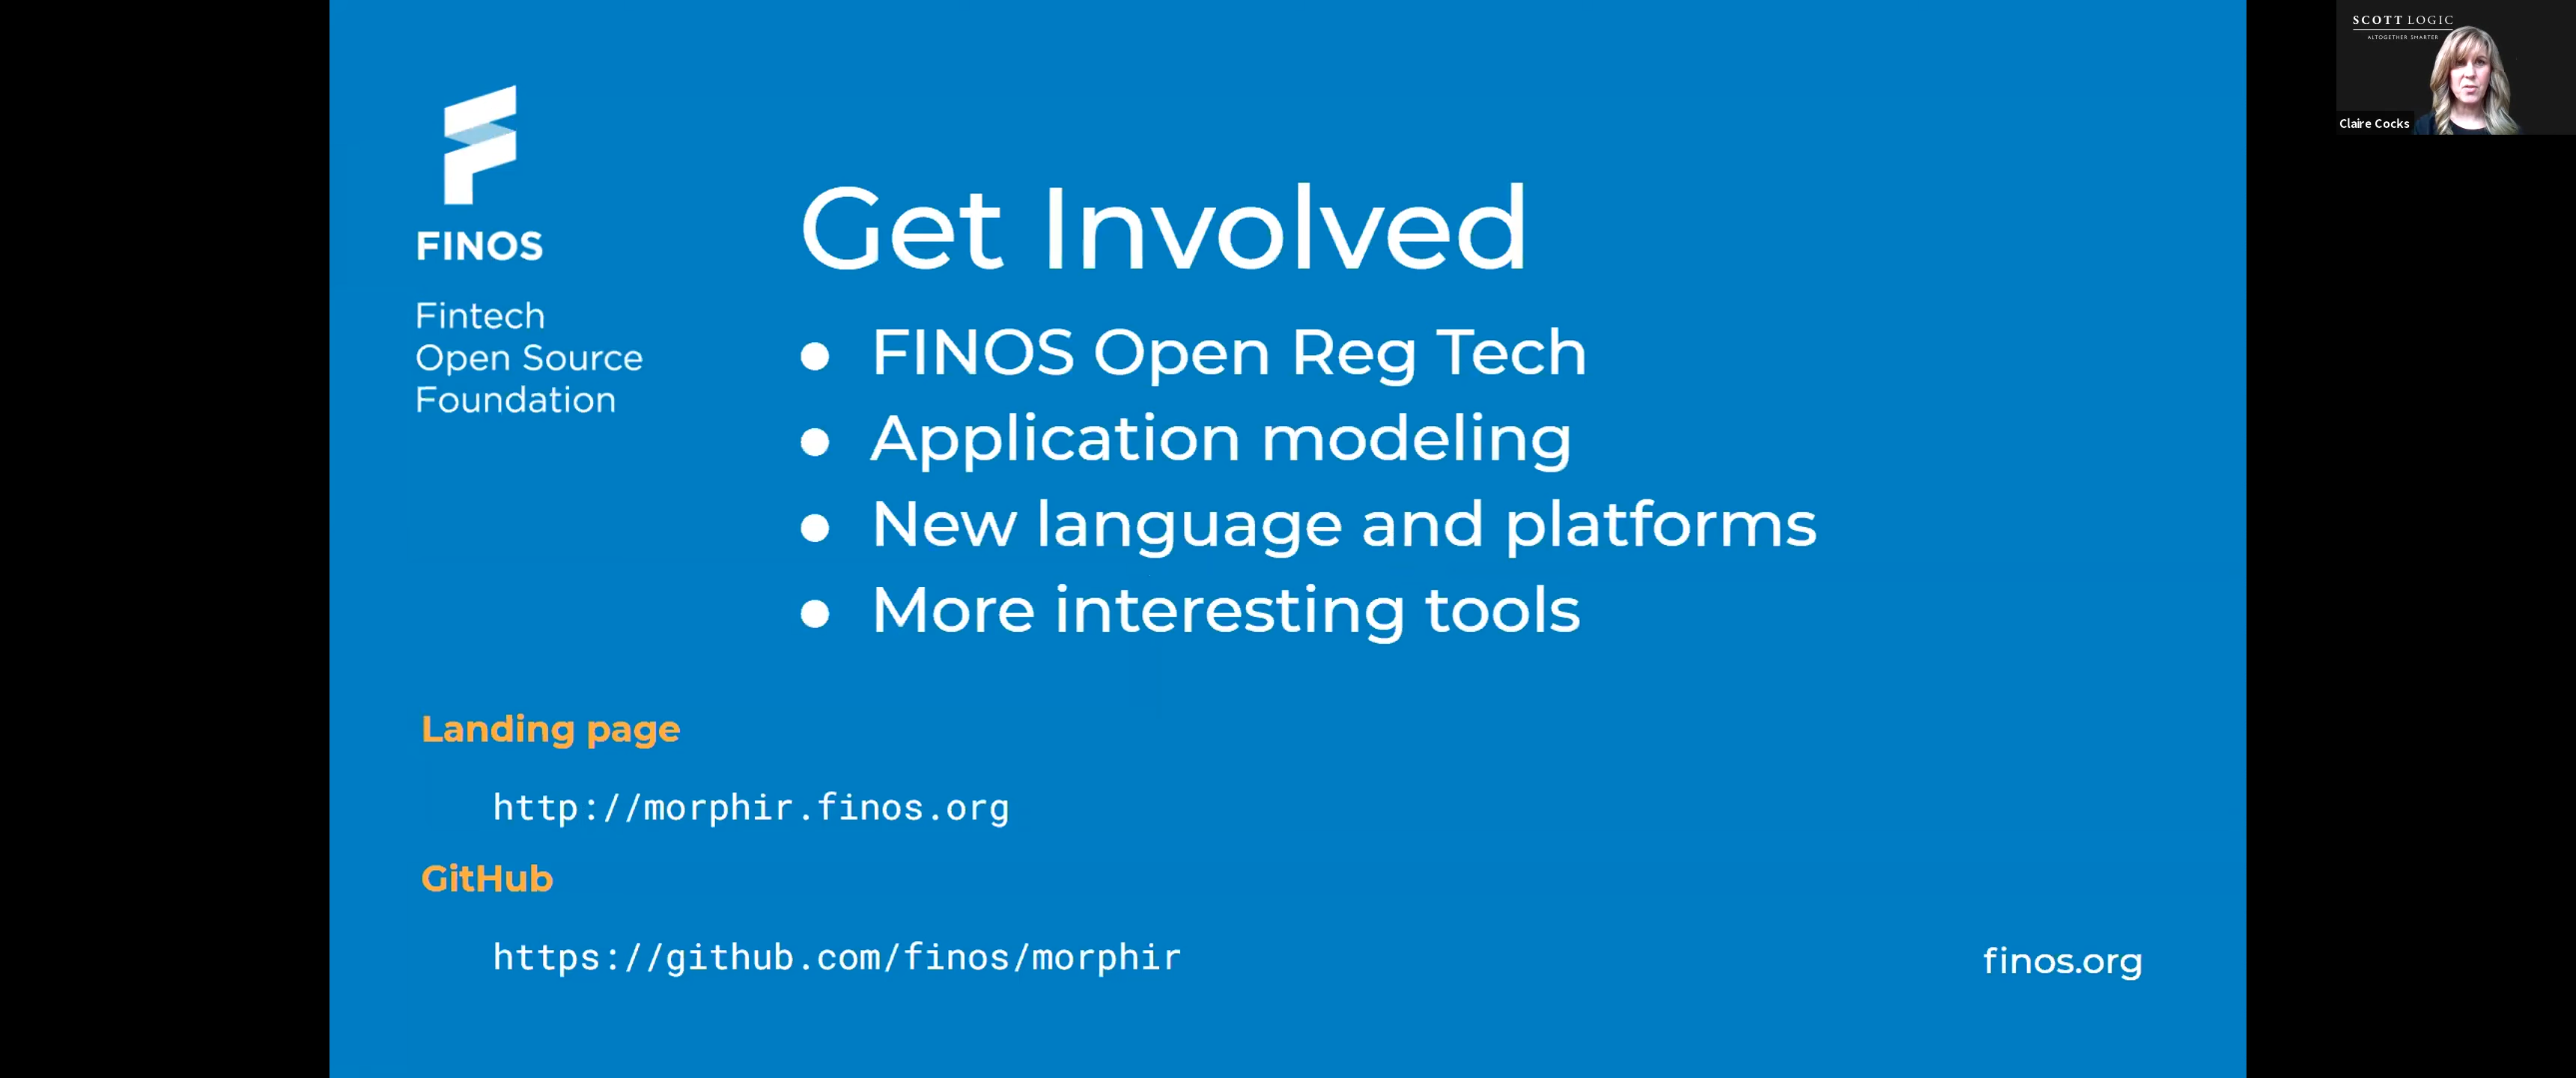 FINOS
Fintech
Open Source
Foundation
Get Involved
● FINOS Open Reg Tech
● Application modeling
● New language and platforms
● More interesting tools
Landing page
http://morphir.finos.org
GitHub
https://github.com/finos/morphir
finos.org
SCOTT LOGIC
ALTOGETHER SMARTER
Claire Cocks